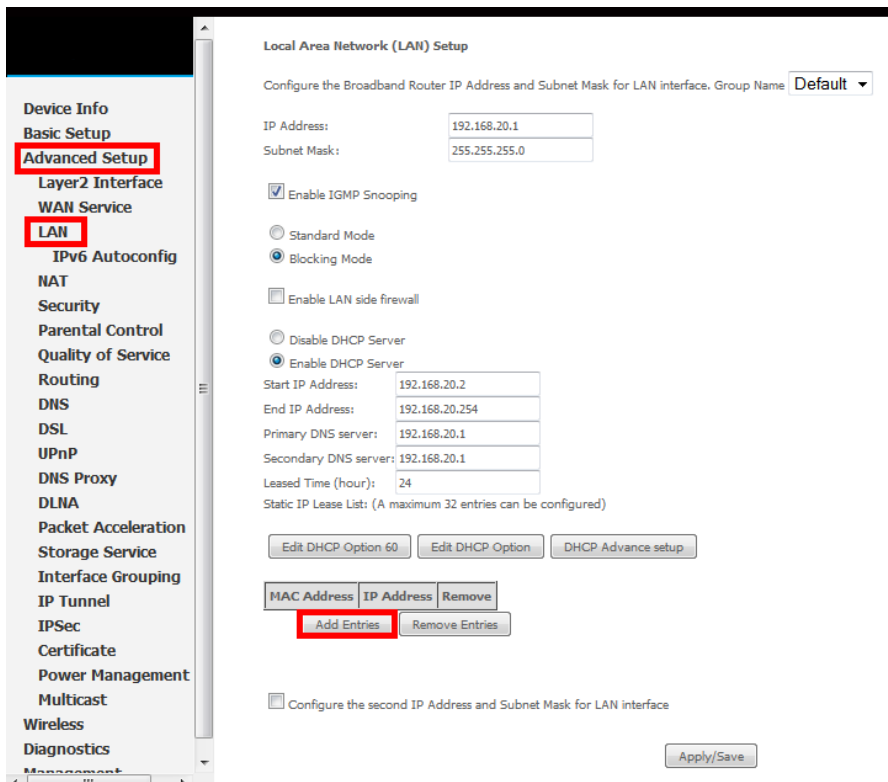 Device Info
Basic Setup
Advanced Setup
Layer2 Interface
WAN Service
LAN
IPv6 Autoconfig
NAT
Security
Parental Control
Quality of Service
Routing
DNS
DSL
UPnP
DNS Proxy
DLNA
Packet Acceleration
Storage Service
Interface Grouping
IP Tunnel
IPSec
Certificate
Power Management
Multicast
Wireless
Diagnostics
Management
Local Area Network (LAN) Setup
Configure the Broadband Router IP Address and Subnet Mask for LAN interface. Group Name Default
IP Address: 192.168.20.1
Subnet Mask: 255.255.255.0
Enable IGMP Snooping
Standard Mode
Blocking Mode
Enable LAN side firewall
Disable DHCP Server
Enable DHCP Server
Start IP Address: 192.168.20.2
End IP Address: 192.168.20.254
Primary DNS server: 192.168.20.1
Secondary DNS server: 192.168.20.1
Leased Time (hour): 24
Static IP Lease List: (A maximum 32 entries can be configured)
Edit DHCP Option 60 Edit DHCP Option DHCP Advance setup
MAC Address IP Address Remove
Add Entries Remove Entries
Configure the second IP Address and Subnet Mask for LAN interface
Apply/Save